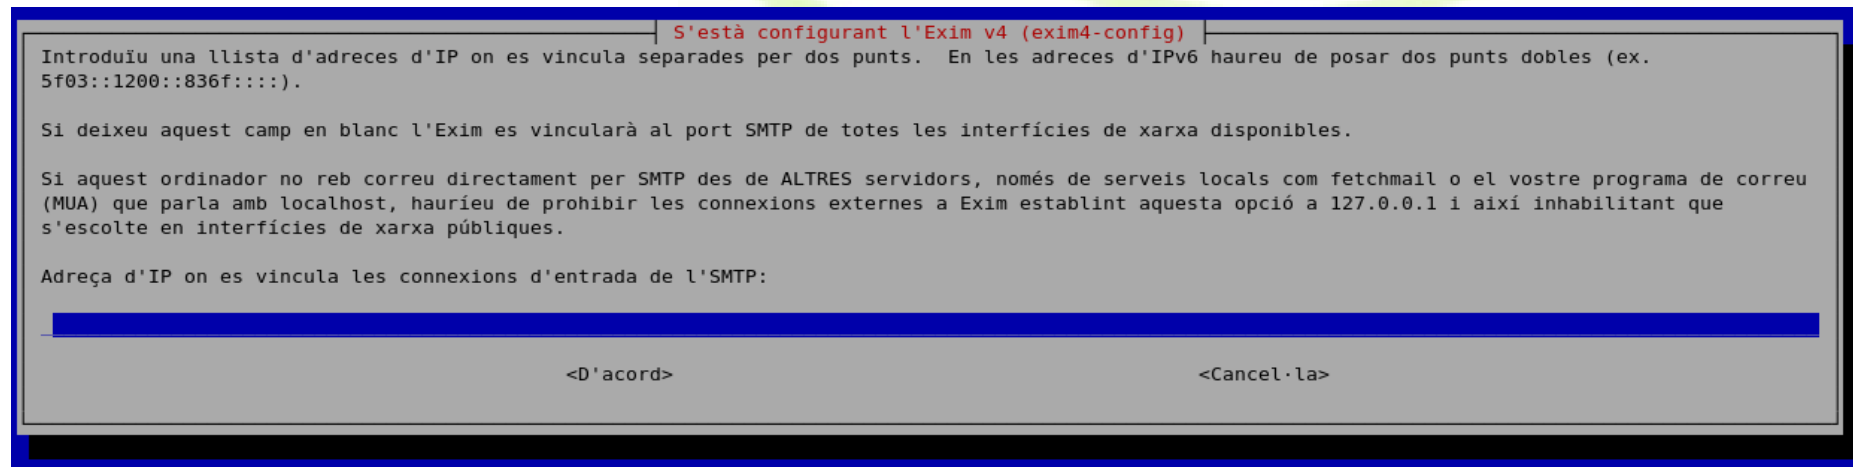 S'està configurant l'Exim v4 (exim4-config)
Introduïu una llista d'adreces d'IP on es vincula separades per dos punts.  En les adreces d'IPv6 haureu de posar dos punts dobles (ex.
5f03::1200::836f::::).
Si deixeu aquest camp en blanc l'Exim es vincularà al port SMTP de totes les interfícies de xarxa disponibles.
Si aquest ordinador no reb correu directament per SMTP des de ALTRES servidors, només de serveis locals com fetchmail o el vostre programa de correu
(MUA) que parla amb localhost, hauríeu de prohibir les connexions externes a Exim establint aquesta opció a 127.0.0.1 i així inhabilitant que
s'escolte en interfícies de xarxa públiques.
Adreça d'IP on es vincula les connexions d'entrada de l'SMTP:
<D'acord> <Cancel·la>